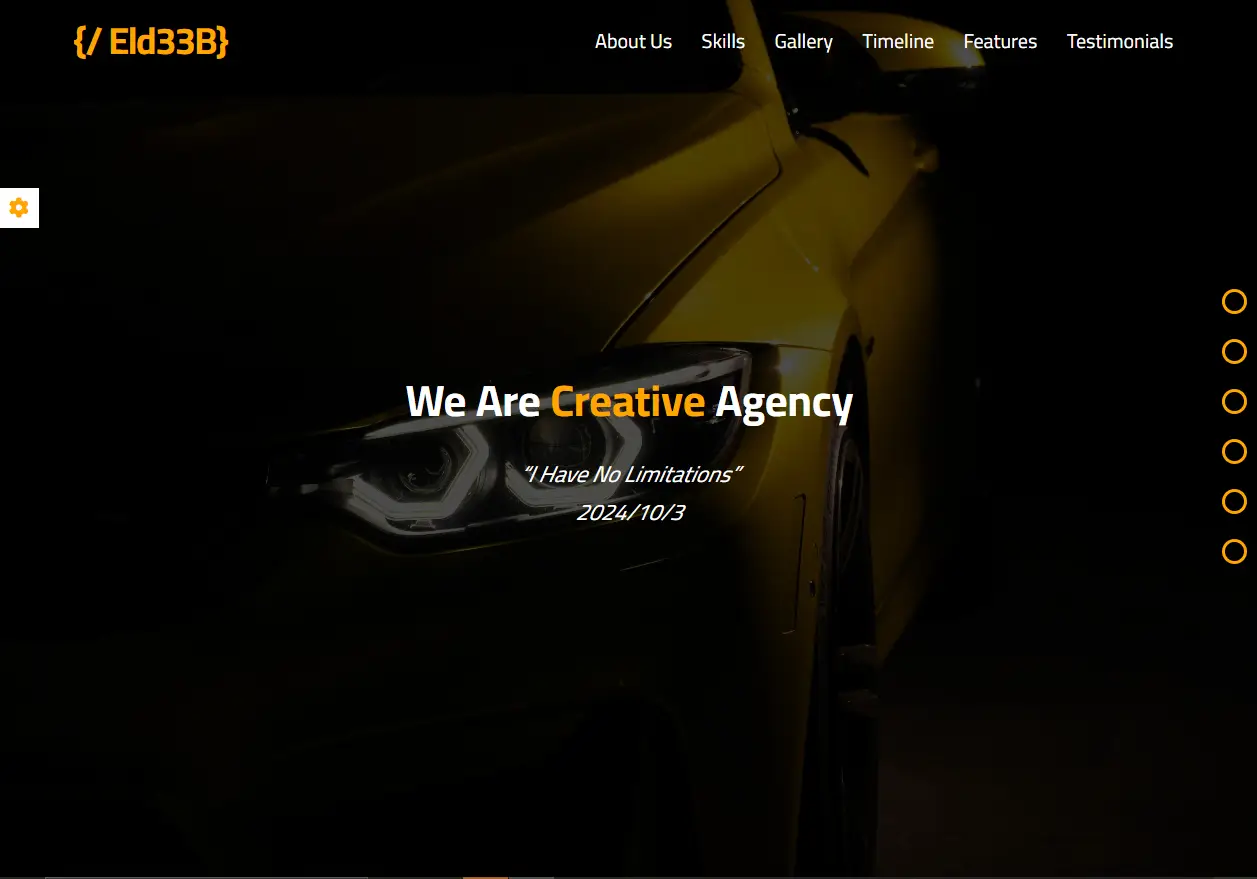 {/ Eld33B}
About Us Skills Gallery Timeline Features Testimonials
We Are Creative Agency
“I Have No Limitations”
2024/10/3